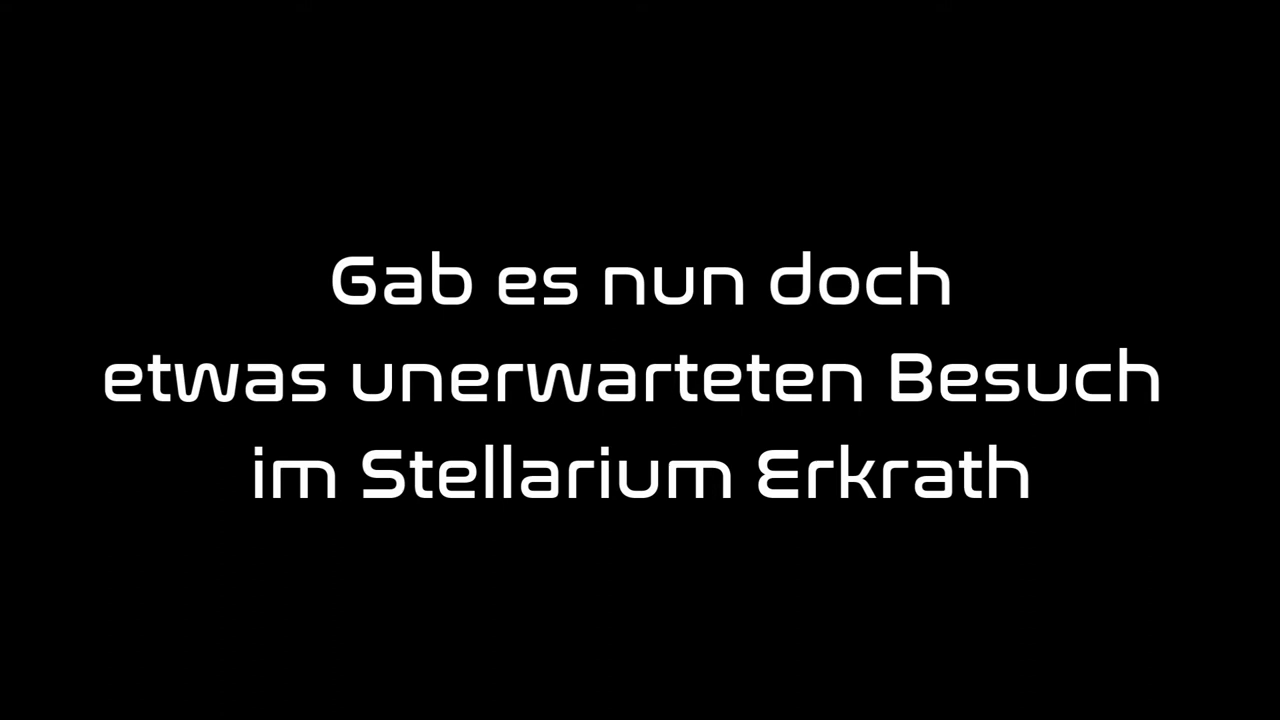 Gab es nun doch
etwas unerwarteten Besuch
im Stellarium Erkrath